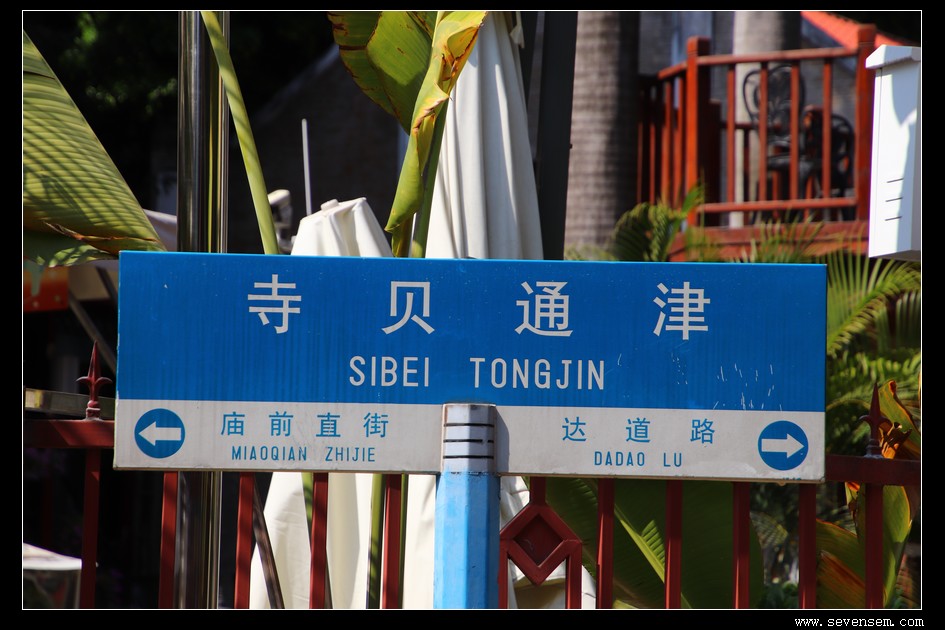 寺贝通津
SIBEI TONGJIN
庙前直街
MIAOQIAN ZHIJIE
达道路
DADAO LU
www.sevensem.com